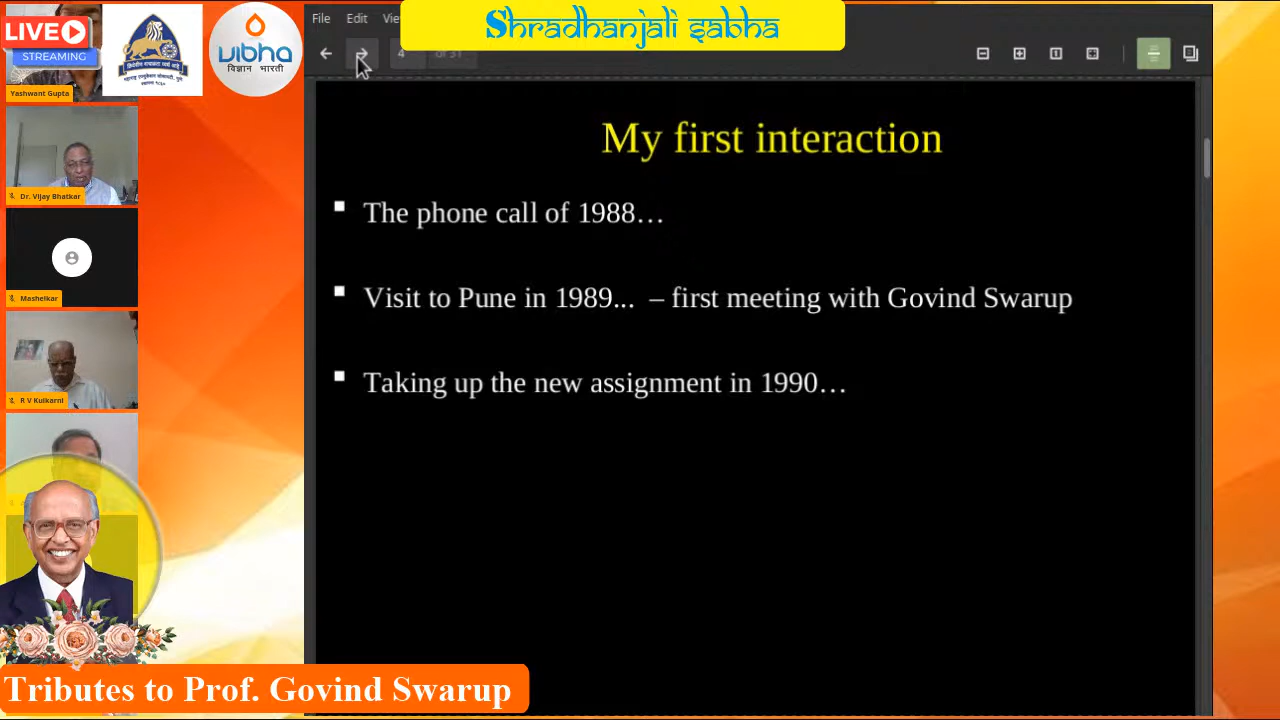 LIVE
STREAMING
Yashwant Gupta
vibha
विज्ञान भारती
Shradhanjali sabha
File Edit
4
Dr. Vijay Bhatkar
Mashelkar
R V Kulkarni
My first interaction
The phone call of 1988…
Visit to Pune in 1989... – first meeting with Govind Swarup
Taking up the new assignment in 1990…
Tributes to Prof. Govind Swarup